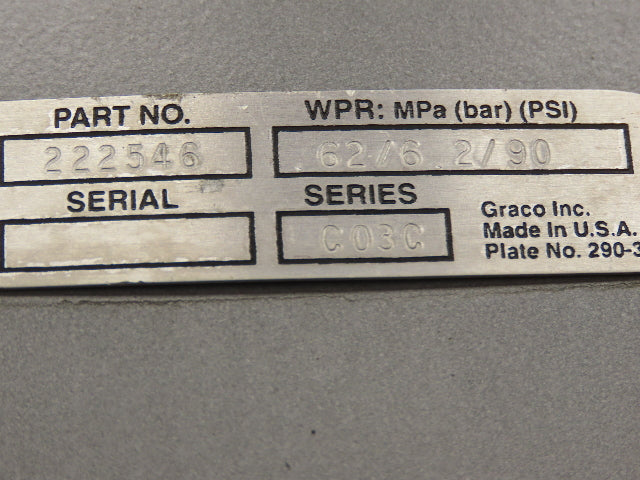 PART NO.
WPR: MPa (bar) (PSI)
222546
62/6 2/90
SERIAL
SERIES
C03C
Graco Inc.
Made In U.S.A.
Plate No. 290-3